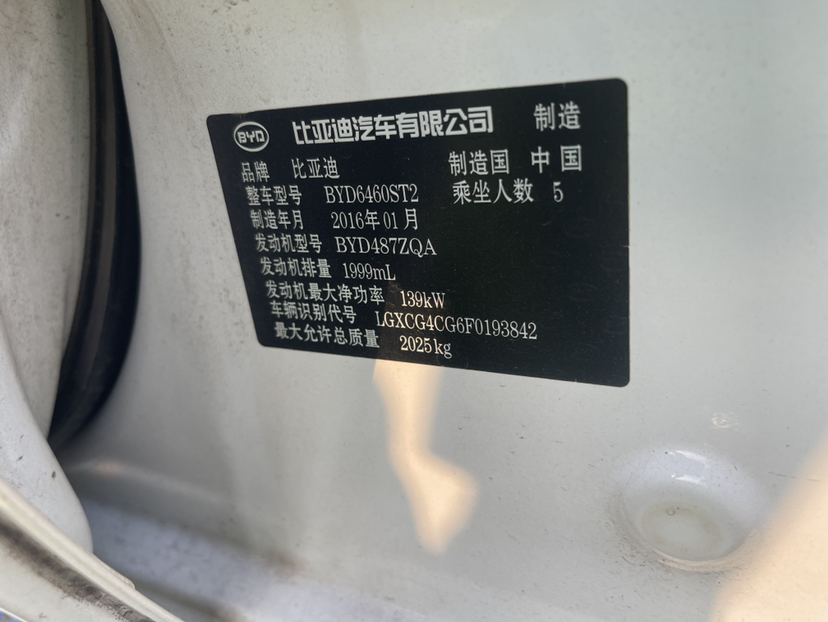 BYD 比亚迪汽车有限公司 制造
品牌 比亚迪 制造国 中国
整车型号 BYD6460ST2 乘坐人数 5
制造年月 2016年01月
发动机型号 BYD487ZQA
发动机排量 1999mL
发动机最大净功率 139kW
车辆识别代号 LGXCG4CG6F0193842
最大允许总质量 2025kg